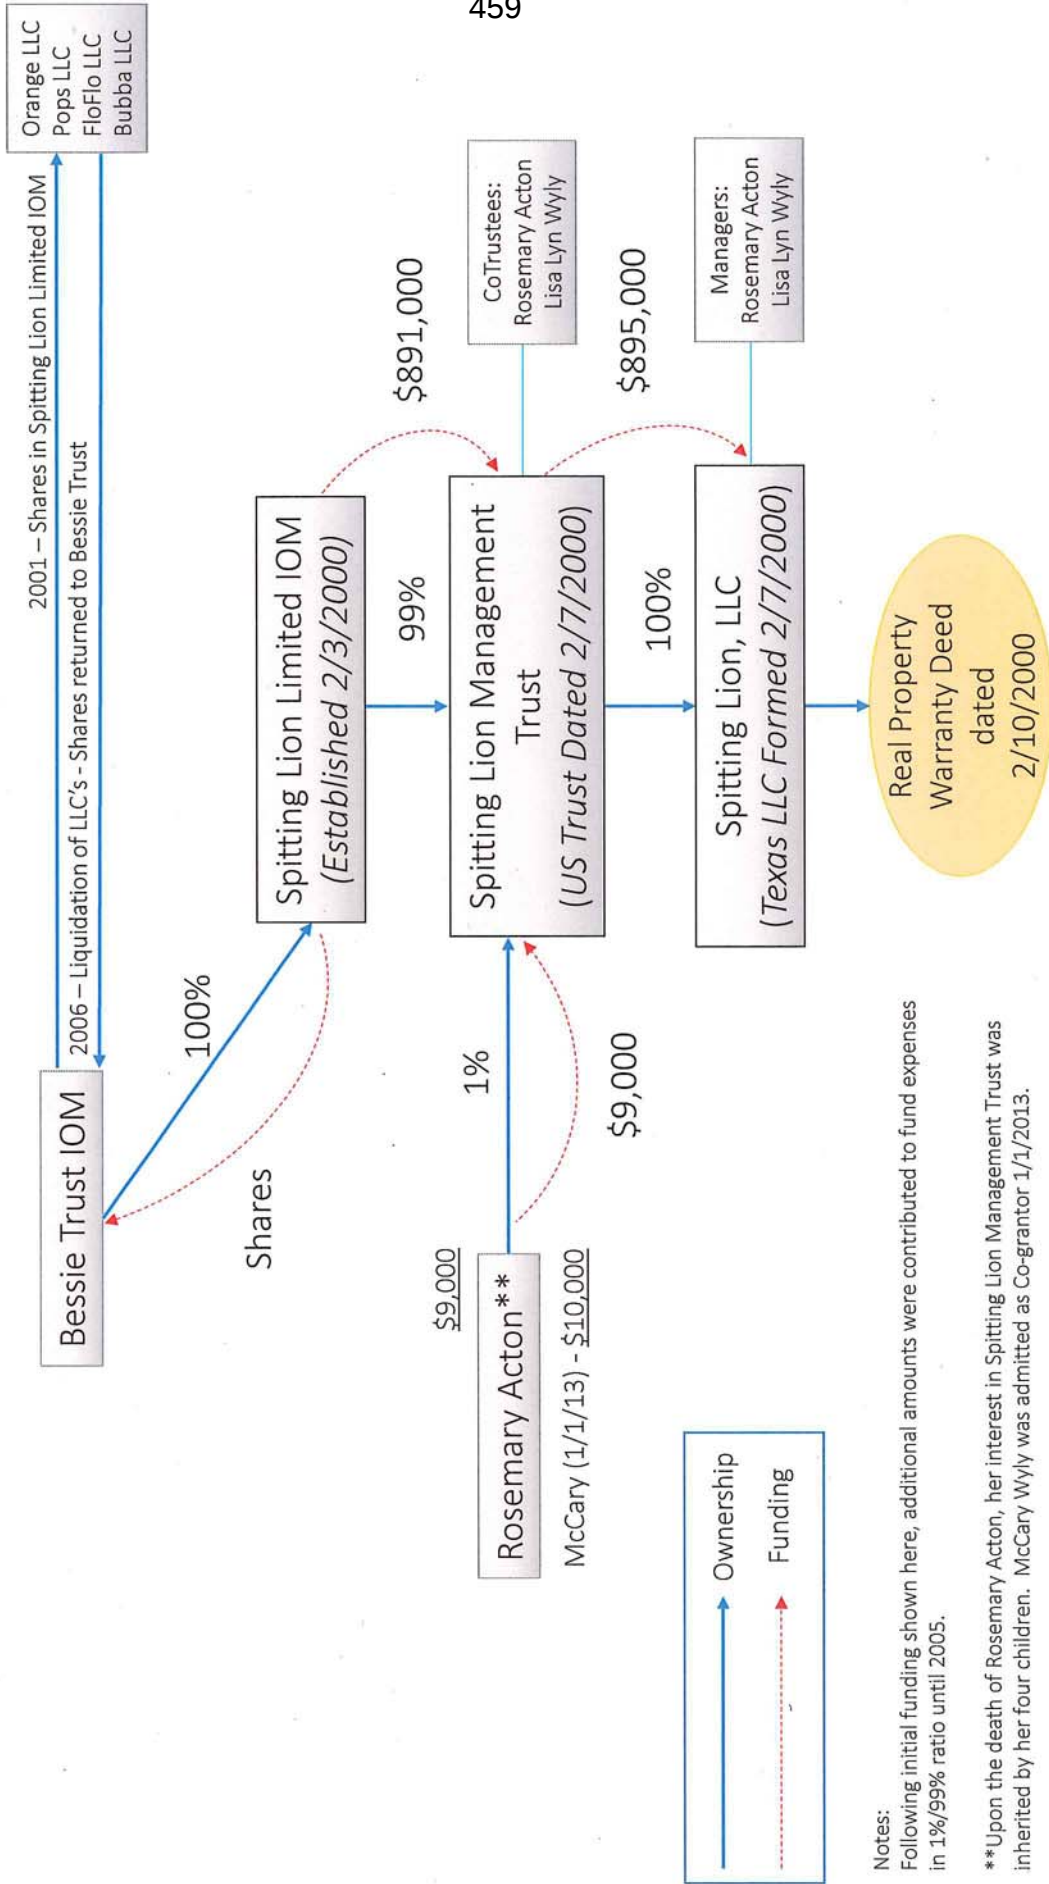 459
Orange LLC
Pops LLC
FloFlo LLC
Bubba LLC
2001 – Shares in Spitting Lion Limited IOM
2006 – Liquidation of LLC's - Shares returned to Bessie Trust
Bessie Trust IOM
100%
Shares
Spitting Lion Limited IOM
(Established 2/3/2000)
$891,000
99%
Spitting Lion Management
Trust
(US Trust Dated 2/7/2000)
CoTrustees:
Rosemary Acton
Lisa Lyn Wyly
$9,000
Rosemary Acton**
McCary (1/1/13) - $10,000
1%
$9,000
$895,000
100%
Spitting Lion, LLC
(Texas LLC Formed 2/7/2000)
Managers:
Rosemary Acton
Lisa Lyn Wyly
Real Property
Warranty Deed
dated
2/10/2000
Ownership
Funding
Notes:
Following initial funding shown here, additional amounts were contributed to fund expenses
in 1%/99% ratio until 2005.
**Upon the death of Rosemary Acton, her interest in Spitting Lion Management Trust was
inherited by her four children. McCary Wyly was admitted as Co-grantor 1/1/2013.